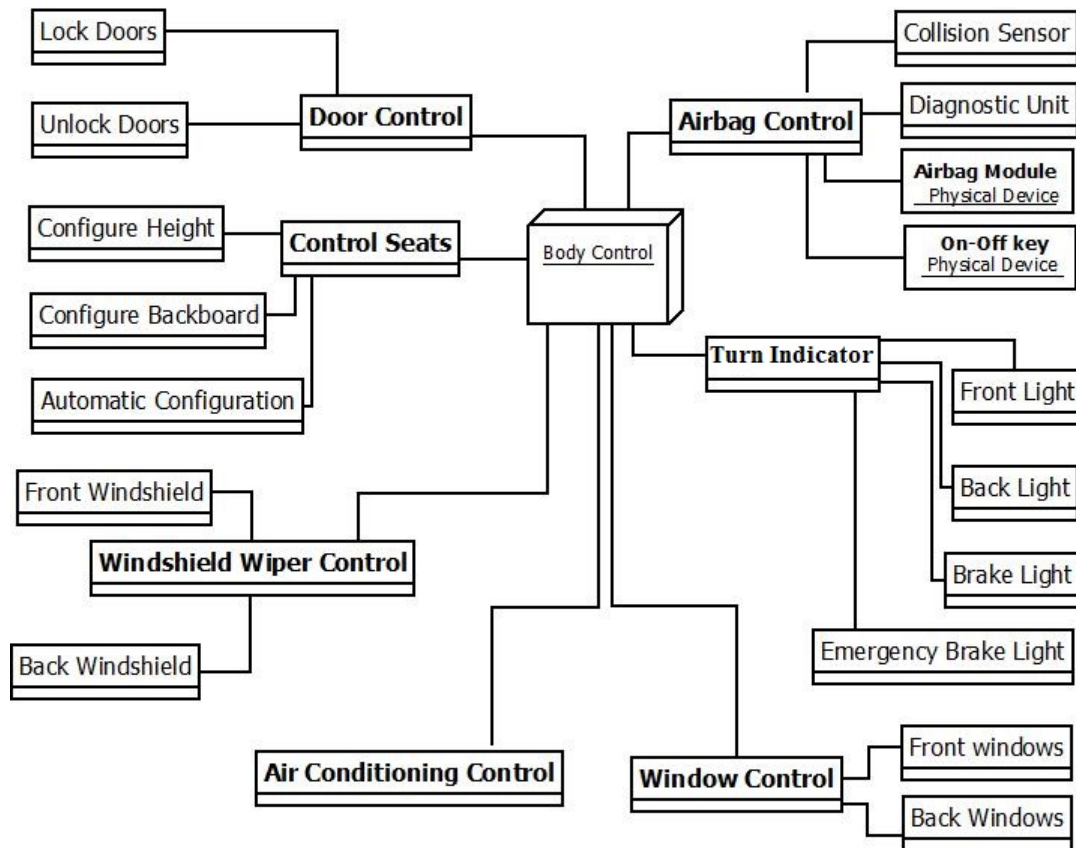 Lock Doors
Collision Sensor
Door Control
Airbag Control
Diagnostic Unit
Unlock Doors
Airbag Module
Physical Device
Configure Height
Control Seats
Body Control
On-Off key
Physical Device
Configure Backboard
Turn Indicator
Front Light
Automatic Configuration
Front Windshield
Back Light
Windshield Wiper Control
Brake Light
Back Windshield
Emergency Brake Light
Air Conditioning Control
Window Control
Front windows
Back Windows